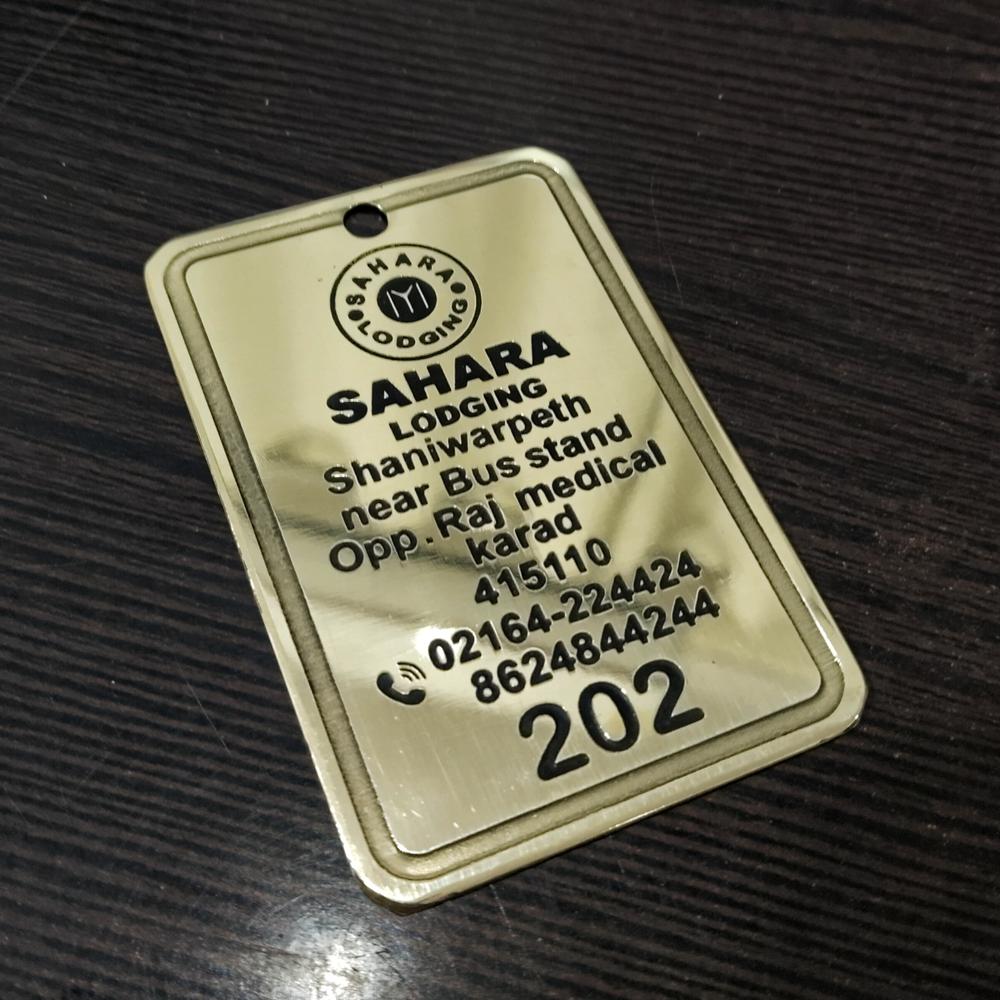 SAHARA
LODGING
SAHARA
LODGING
Shaniwarpeth
near Bus stand
Opp. Raj medical
karad
415110
02164-224424
8624844244
202